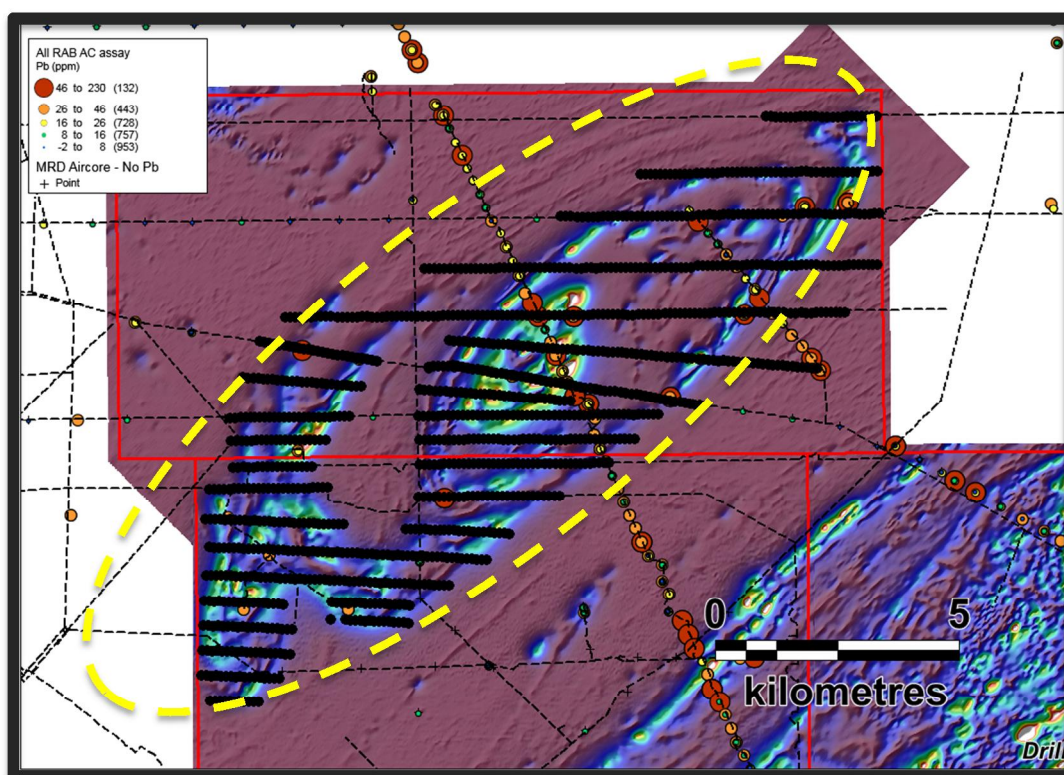 All RAB AC assay
Pb (ppm)
46 to 230 (132)
26 to 46 (443)
16 to 26 (728)
8 to 16 (757)
-2 to 8 (953)
MRD Aircore - No Pb
+ Point
0 5
kilometres
Dril